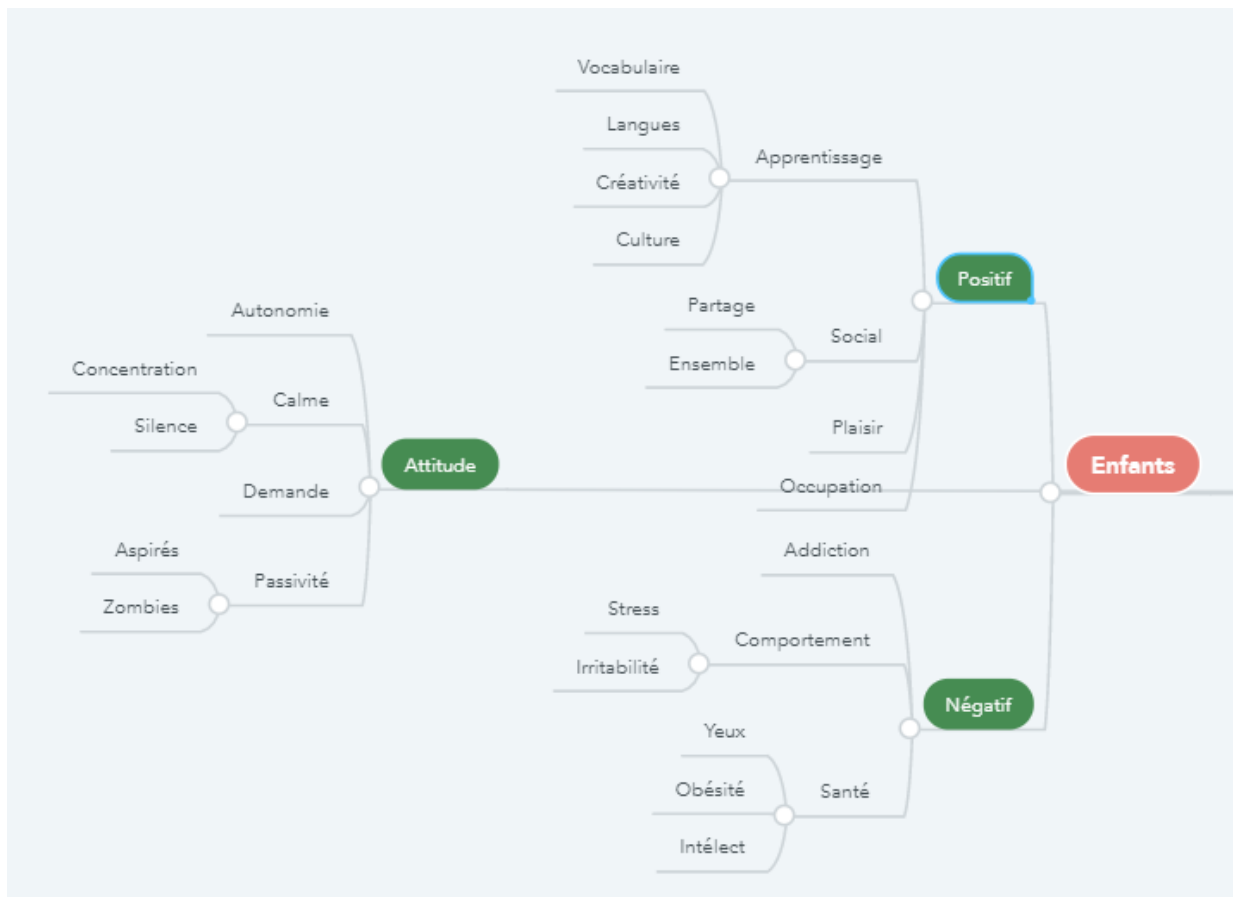 Vocabulaire
Langues
Créativité
Culture
Apprentissage
Partage
Ensemble
Social
Plaisir
Occupation
Positif
Autonomie
Concentration
Silence
Calme
Demande
Aspirés
Zombies
Passivité
Attitude
Enfants
Addiction
Stress
Irritabilité
Comportement
Yeux
Obésité
Intélect
Santé
Négatif